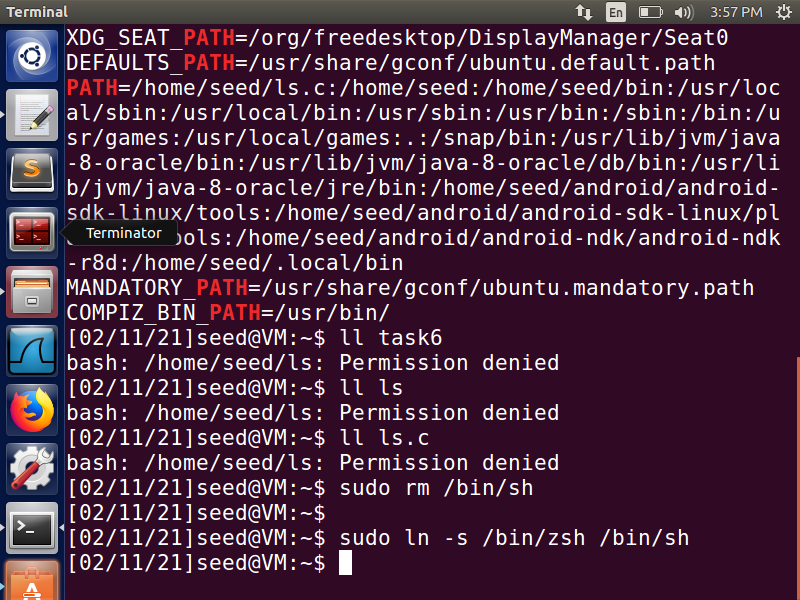 Terminal
En
3:57 PM
XDG_SEAT_PATH=/org/freedesktop/DisplayManager/Seat0
DEFAULTS_PATH=/usr/share/gconf/ubuntu.default.path
PATH=/home/seed/ls.c:/home/seed:/home/seed/bin:/usr/loc
al/sbin:/usr/local/bin:/usr/sbin:/usr/bin:/sbin:/bin:/u
sr/games:/usr/local/games:.:/snap/bin:/usr/lib/jvm/java
-8-oracle/bin:/usr/lib/jvm/java-8-oracle/db/bin:/usr/li
b/jvm/java-8-oracle/jre/bin:/home/seed/android/android-
sdk-linux/tools:/home/seed/android/android-sdk-linux/pl
Terminator
ools:/home/seed/android/android-ndk/android-ndk
-r8d:/home/seed/.local/bin
MANDATORY_PATH=/usr/share/gconf/ubuntu.mandatory.path
COMPIZ_BIN_PATH=/usr/bin/
[02/11/21]seed@VM:~$ ll task6
bash: /home/seed/ls: Permission denied
[02/11/21]seed@VM:~$ ll ls
bash: /home/seed/ls: Permission denied
[02/11/21]seed@VM:~$ ll ls.c
bash: /home/seed/ls: Permission denied
[02/11/21]seed@VM:~$ sudo rm /bin/sh
[02/11/21]seed@VM:~$
[02/11/21]seed@VM:~$ sudo ln -s /bin/zsh /bin/sh
[02/11/21]seed@VM:~$